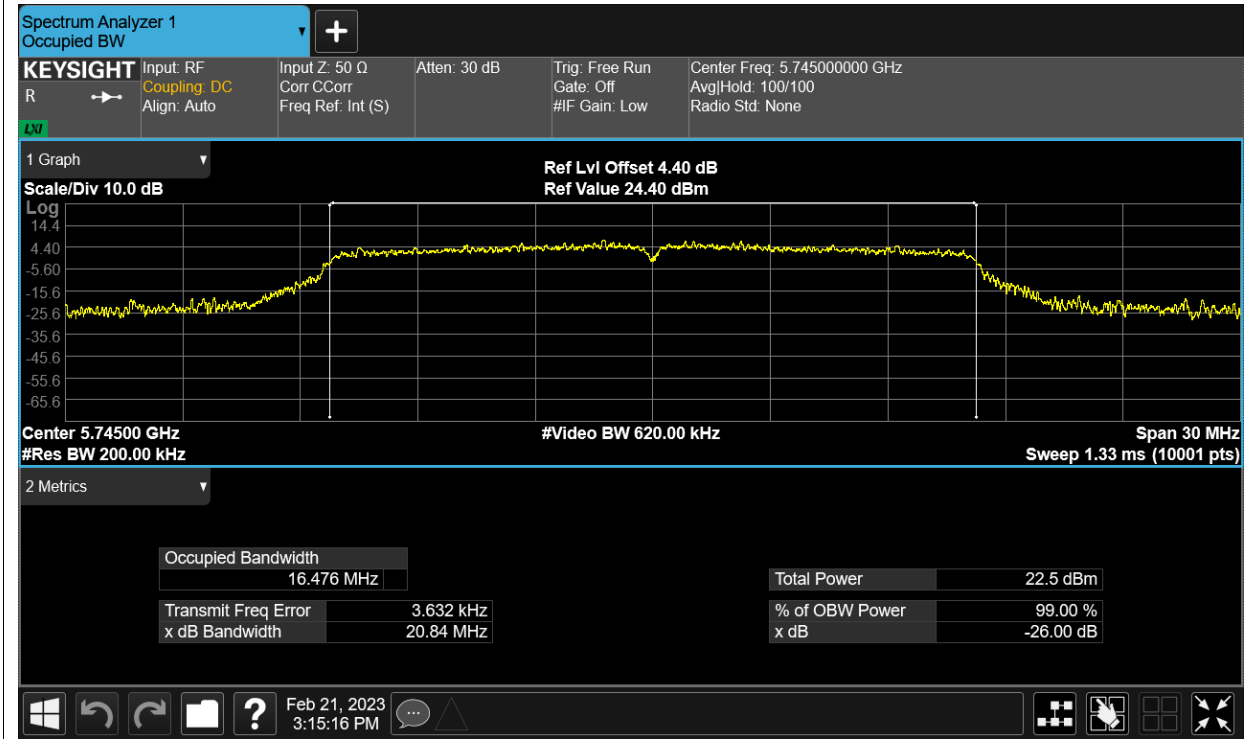 Spectrum Analyzer 1
Occupied BW
KEYSIGHT
R
LXI
Input: RF
Coupling: DC
Align: Auto
Input Z: 50 Ω
Corr CCorr
Freq Ref: Int (S)
Atten: 30 dB
Trig: Free Run
Gate: Off
#IF Gain: Low
Center Freq: 5.745000000 GHz
Avg|Hold: 100/100
Radio Std: None
1 Graph
Scale/Div 10.0 dB
Ref Lvl Offset 4.40 dB
Ref Value 24.40 dBm
Log
14.4
4.40
-5.60
-15.6
-25.6
-35.6
-45.6
-55.6
-65.6
Center 5.74500 GHz
#Res BW 200.00 kHz
#Video BW 620.00 kHz
Span 30 MHz
Sweep 1.33 ms (10001 pts)
2 Metrics
Occupied Bandwidth
16.476 MHz
Transmit Freq Error 3.632 kHz
x dB Bandwidth 20.84 MHz
Total Power 22.5 dBm
% of OBW Power 99.00 %
x dB -26.00 dB
?
Feb 21, 2023
3:15:16 PM